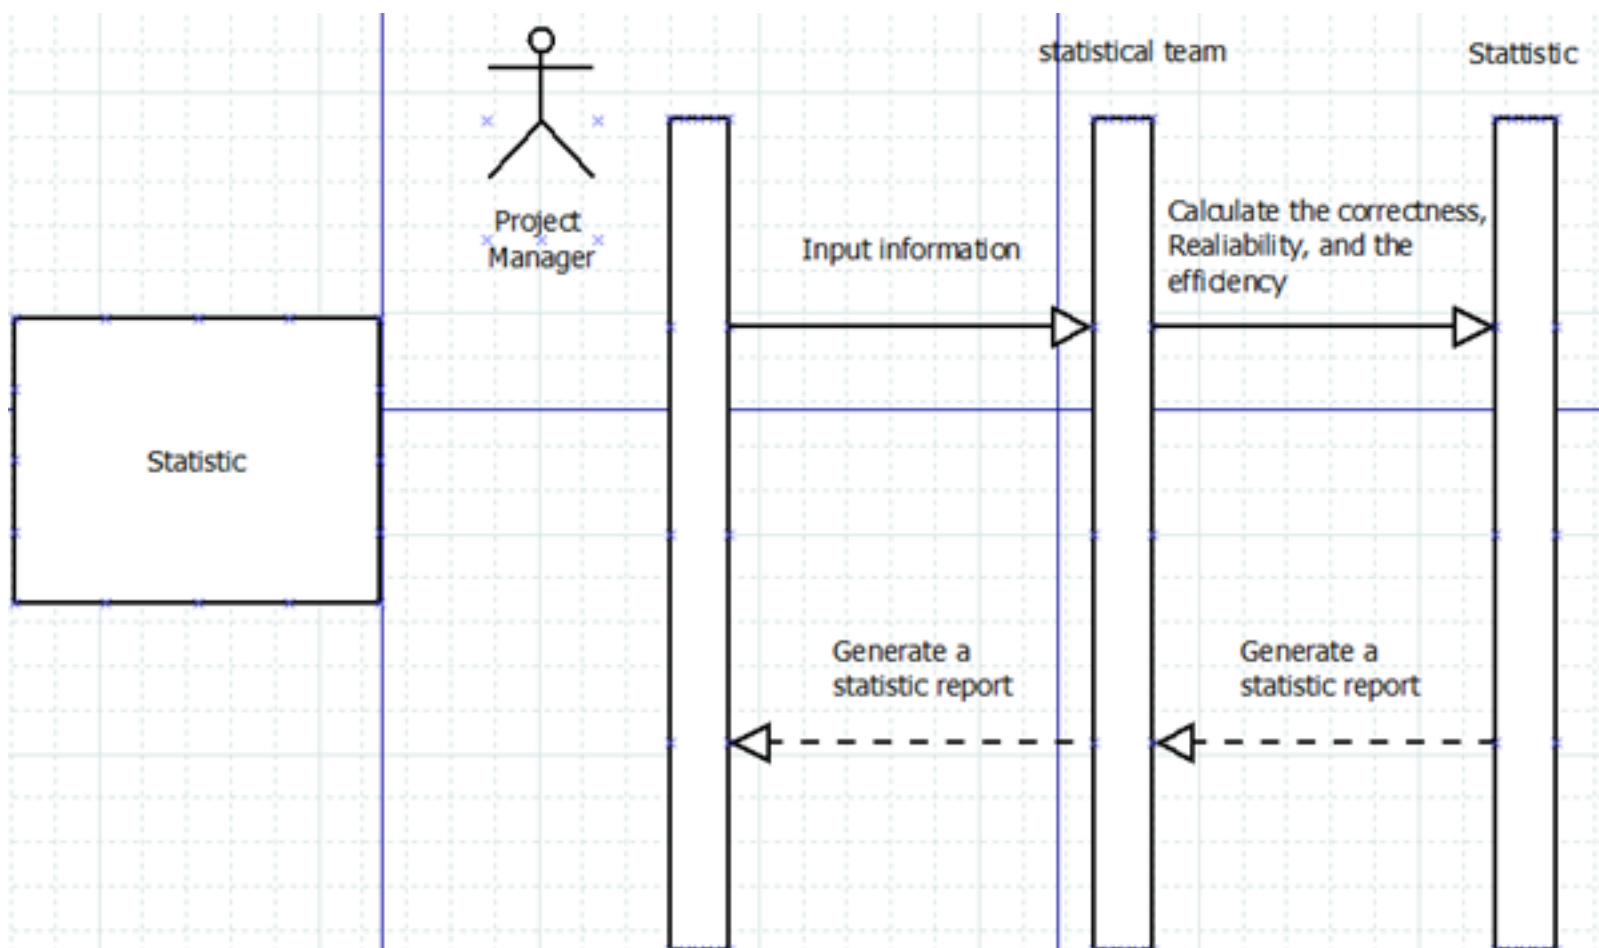 statistical team
Stattistic
Project
Manager
Input information
Calculate the correctness,
Realiability, and the
efficiency
Statistic
Generate a
statistic report
Generate a
statistic report